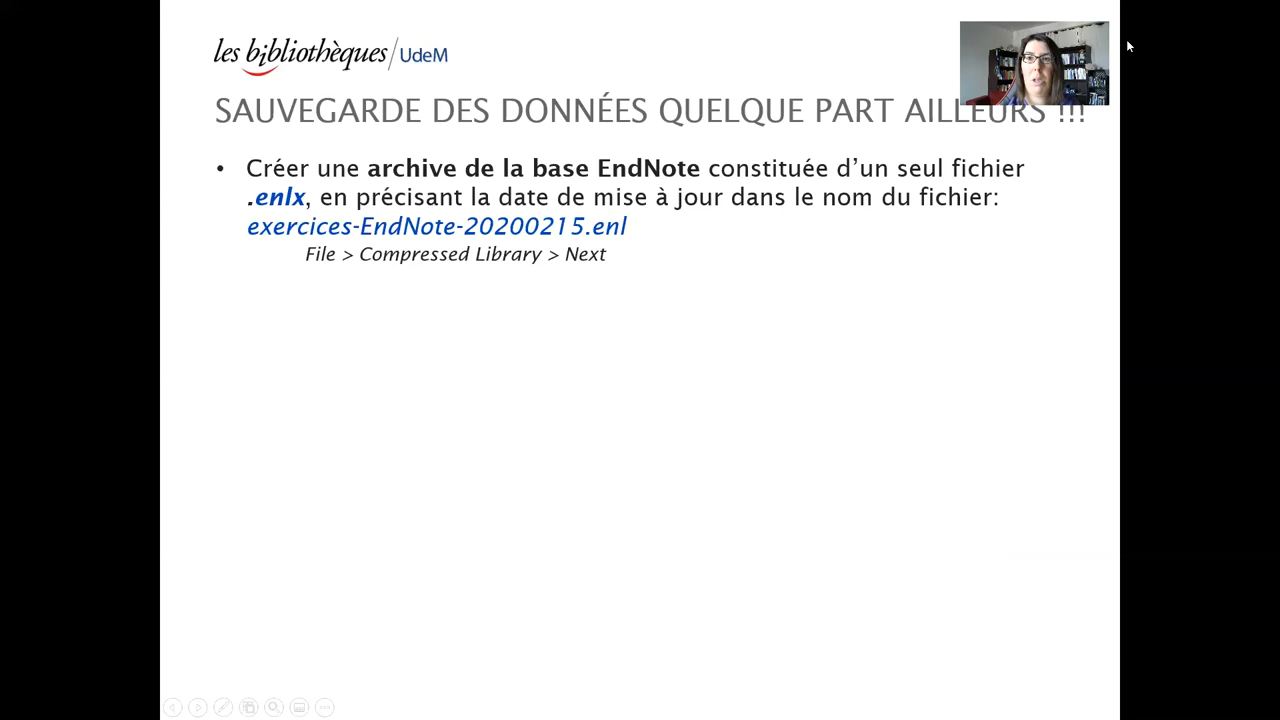 les bibliothèques/UdeM
SAUVEGARDE DES DONNÉES QUELQUE PART AILLEURS !!!
• Créer une archive de la base EndNote constituée d’un seul fichier
.enlx, en précisant la date de mise à jour dans le nom du fichier:
exercices-EndNote-20200215.enl
File > Compressed Library > Next